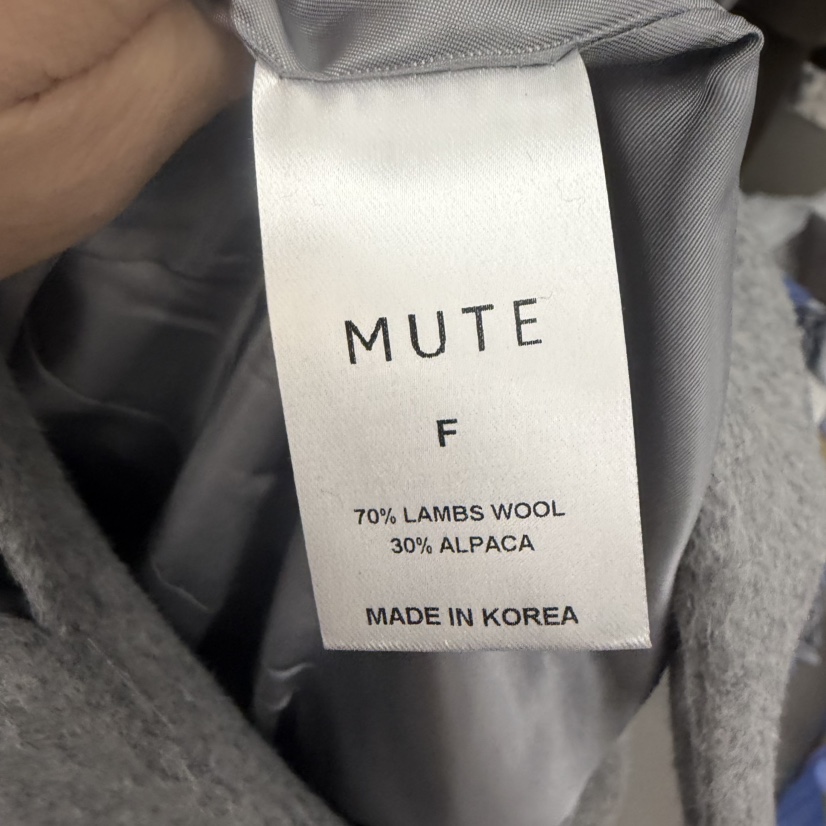 MUTE
F
70% LAMBS WOOL
30% ALPACA
MADE IN KOREA